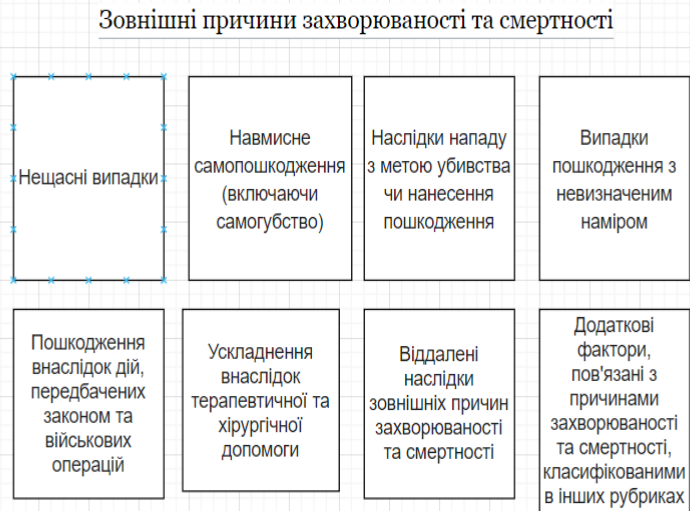 Зовнішні причини захворюваності та смертності
Нещасні випадки
Навмисне
самопошкодження
(включаючи
самогубство)
Наслідки нападу
з метою убивства
чи нанесення
пошкодження
Випадки
пошкодження з
невизначеним
наміром
Пошкодження
внаслідок дій,
передбачених
законом та
військових
операцій
Ускладнення
внаслідок
терапевтичної та
хірургічної
допомоги
Віддалені
наслідки
зовнішніх причин
захворюваності
та смертності
Додаткові
фактори,
пов'язані з
причинами
захворюваності
та смертності,
класифікованими
в інших рубриках